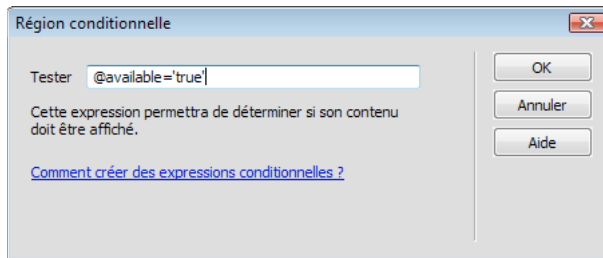 Région conditionnelle
Tester @available='true'
OK
Cette expression permettra de déterminer si son contenu
doit être affiché.
Annuler
Aide
Comment créer des expressions conditionnelles ?